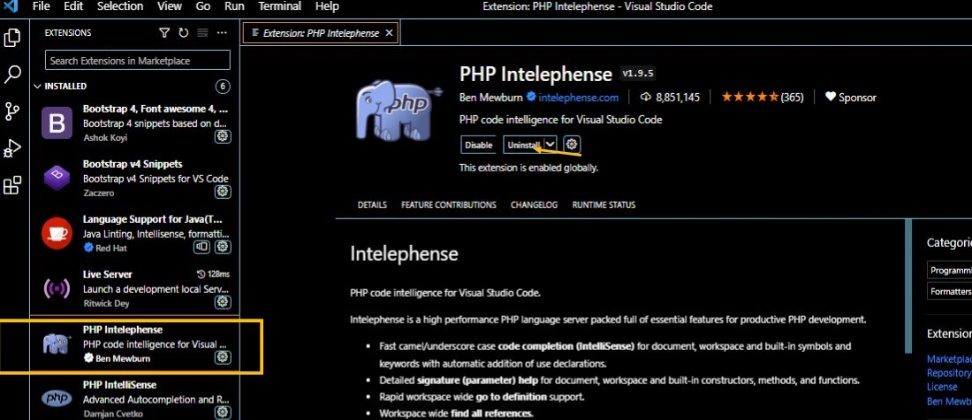 File Edit Selection View Go Run Terminal Help
Extension: PHP Intelephense - Visual Studio Code
EXTENSIONS
Extension: PHP Intelephense
Search Extensions in Marketplace
INSTALLED 6
Bootstrap 4, Font awesome 4, ...
Bootstrap 4 snippets based on d...
Ashok Koyi
Bootstrap v4 Snippets
Bootstrap v4 Snippets for VS Code
Zaczero
Language Support for Java(T...
Java Linting, Intellisense, formatti...
Red Hat
Live Server 128ms
Launch a development local Serv...
Ritwick Dey
PHP Intelephense
PHP code intelligence for Visual ...
Ben Mewburn
PHP IntelliSense
Advanced Autocompletion and R...
Damjan Cvetko
php
php
PHP Intelephense v1.9.5
Ben Mewburn intelephense.com 8,851,145 (365) Sponsor
PHP code intelligence for Visual Studio Code
Disable Uninstall
This extension is enabled globally.
DETAILS FEATURE CONTRIBUTIONS CHANGELOG RUNTIME STATUS
Intelephense
PHP code intelligence for Visual Studio Code.
Intelephense is a high performance PHP language server packed full of essential features for productive PHP development.
• Fast camel/underscore case code completion (IntelliSense) for document, workspace and built-in symbols and
keywords with automatic addition of use declarations.
• Detailed signature (parameter) help for document, workspace and built-in constructors, methods, and functions.
• Rapid workspace wide go to definition support.
• Workspace wide find all references.
Categorie
Programmi
Formatters
Extension
Marketplac
Repository
License
Ben Mewb